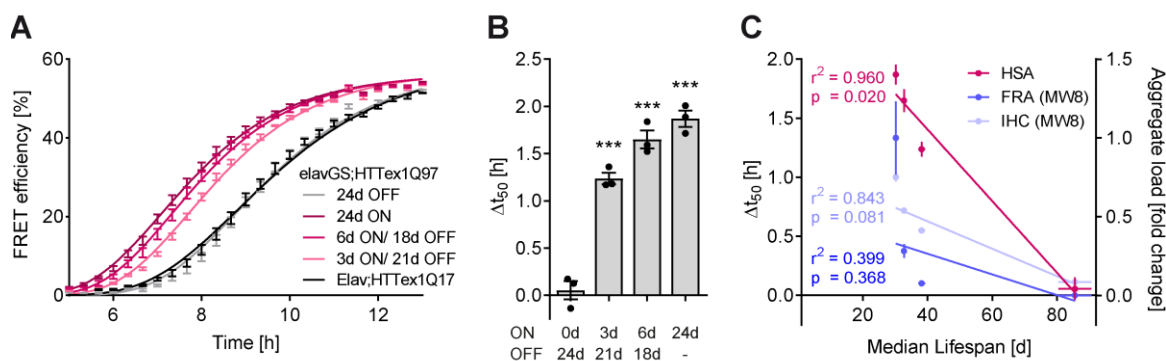 A
FRET efficiency [%]
60
40
20
0
6
8
10
12
Time [h]
elavGS;HTTex1Q97
24d OFF
24d ON
6d ON/ 18d OFF
3d ON/ 21d OFF
Elav;HTTex1Q17
B
Δt50 [h]
2.5
2.0
1.5
1.0
0.5
0.0
***
***
***
ON 0d 3d 6d 24d
OFF 24d 21d 18d -
C
Δt50 [h]
2.0
1.5
1.0
0.5
0.0
r² = 0.960
p = 0.020
r² = 0.843
p = 0.081
r² = 0.399
p = 0.368
HSA
FRA (MW8)
IHC (MW8)
20
40
60
80
Median Lifespan [d]
1.5
1.0
0.5
0.0
Aggregate load [fold change]